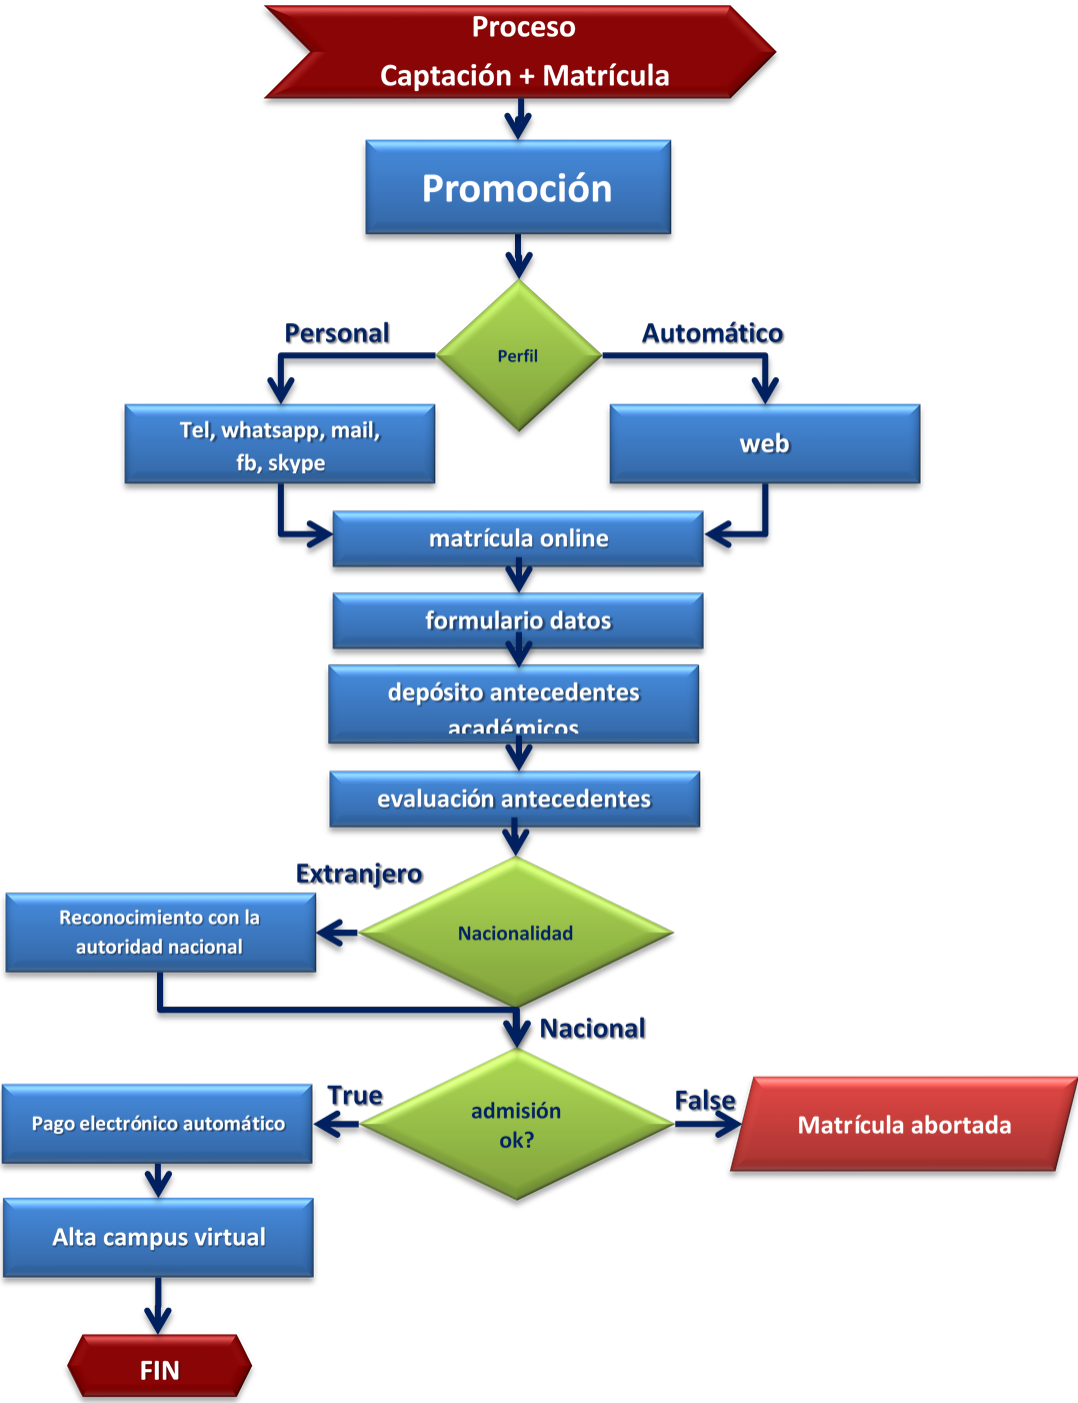 Proceso
Captación + Matrícula
Promoción
Personal
Automático
Perfil
Tel, whatsapp, mail,
fb, skype
web
matrícula online
formulario datos
depósito antecedentes
académicos
evaluación antecedentes
Extranjero
Reconocimiento con la
autoridad nacional
Nacionalidad
Nacional
True
False
Pago electrónico automático
admisión
ok?
Matrícula abortada
Alta campus virtual
FIN